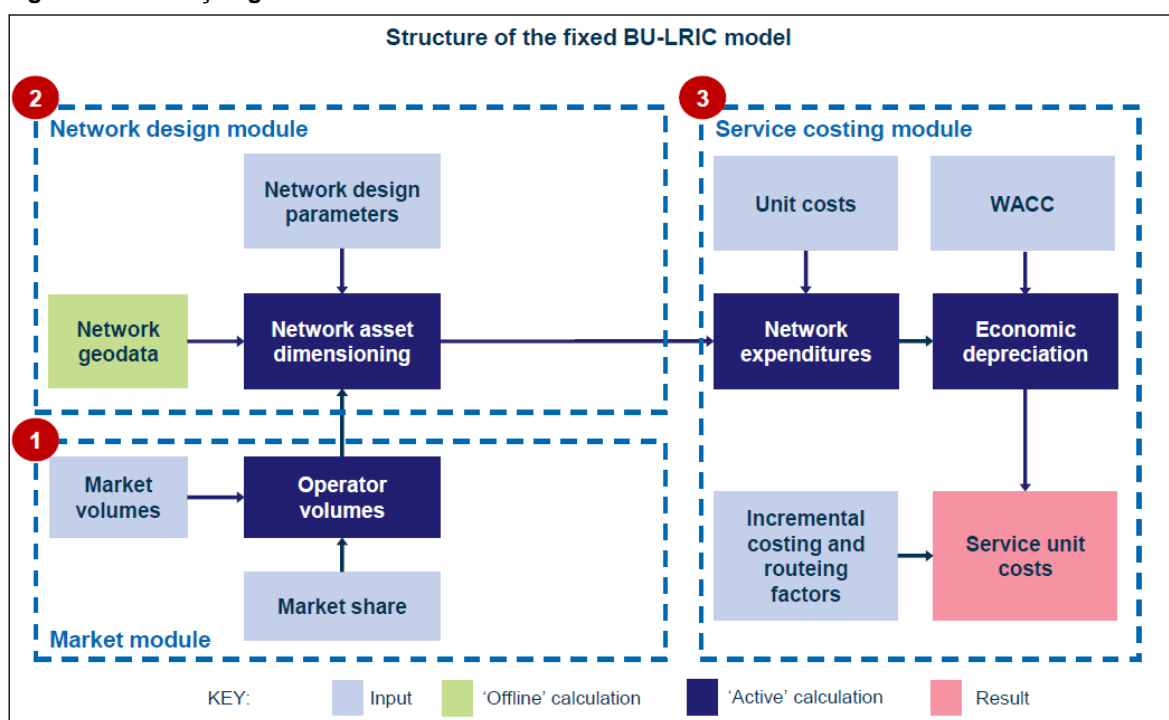 Structure of the fixed BU-LRIC model
2
Network design module
Network design
parameters
Network
geodata
Network asset
dimensioning
1
Market
volumes
Operator
volumes
Market share
Market module
3
Service costing module
Unit costs
WACC
Network
expenditures
Economic
depreciation
Incremental
costing and
routeing
factors
Service unit
costs
KEY:
Input
'Offline' calculation
'Active' calculation
Result